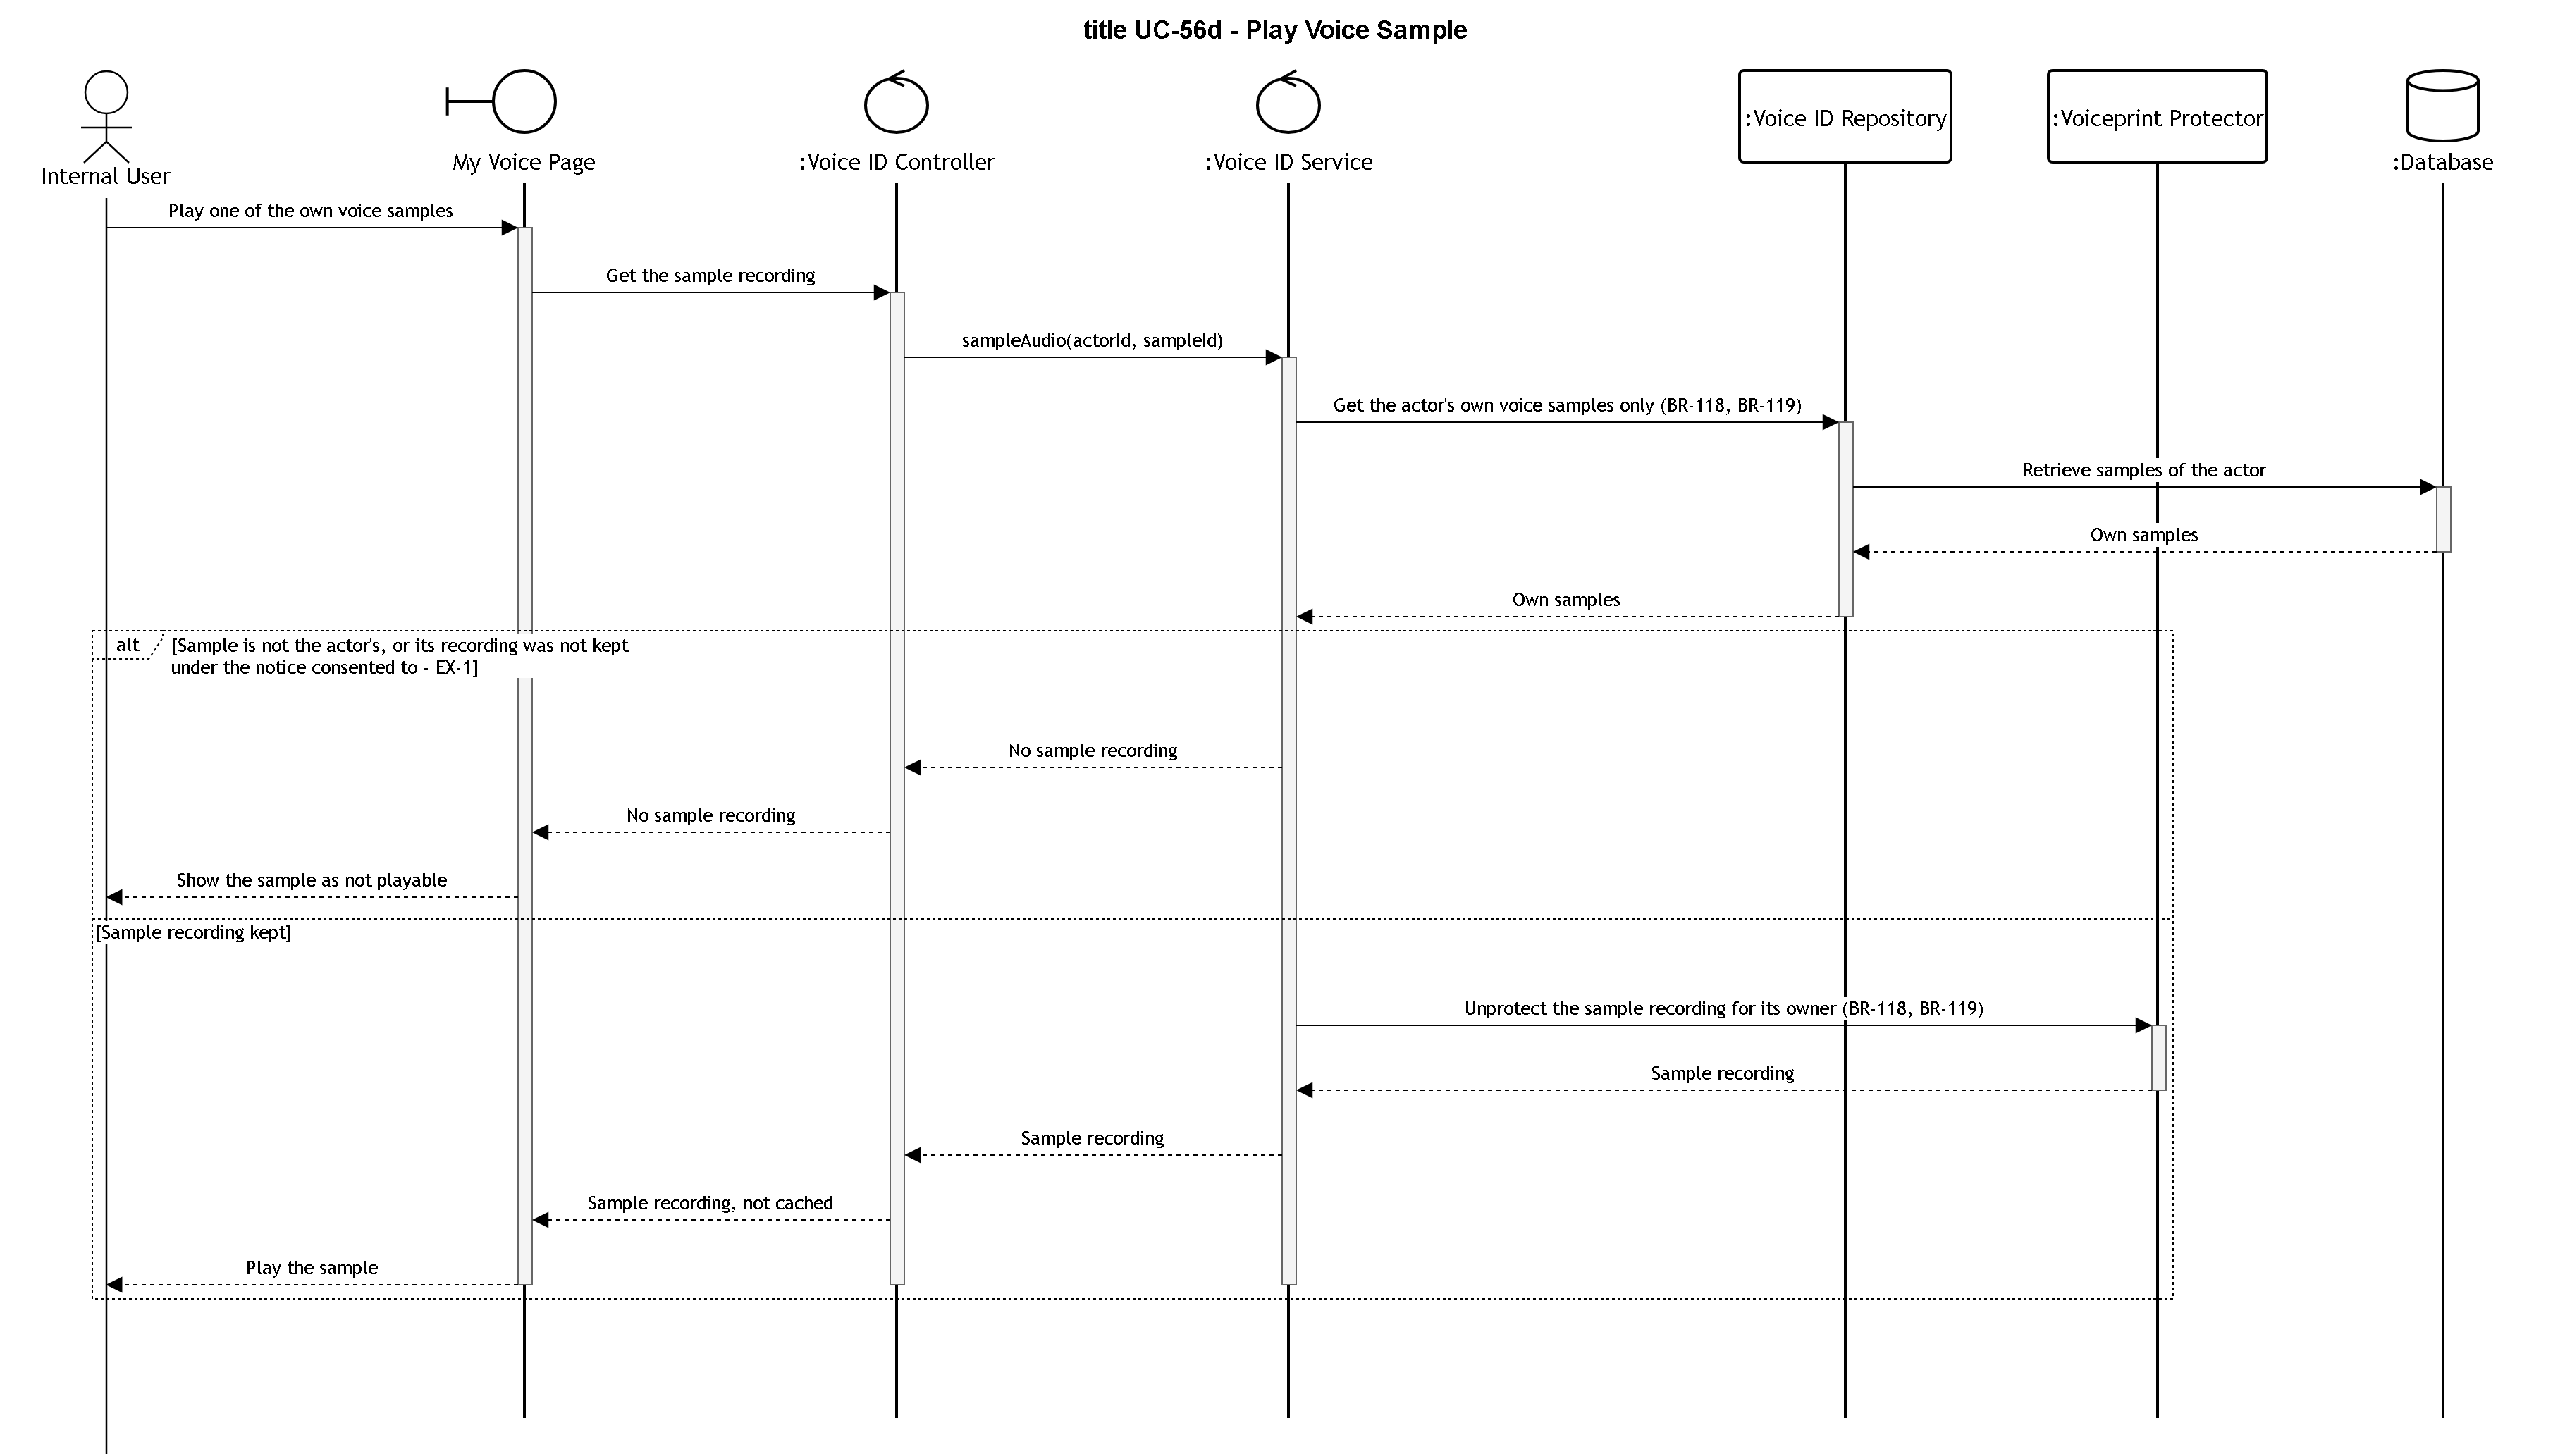 title UC-56d - Play Voice Sample
Internal User
My Voice Page
:Voice ID Controller
:Voice ID Service
:Voice ID Repository
:Voiceprint Protector
:Database
Play one of the own voice samples
Get the sample recording
sampleAudio(actorId, sampleId)
Get the actor's own voice samples only (BR-118, BR-119)
Retrieve samples of the actor
Own samples
Own samples
alt
[Sample is not the actor's, or its recording was not kept
under the notice consented to - EX-1]
No sample recording
No sample recording
Show the sample as not playable
[Sample recording kept]
Unprotect the sample recording for its owner (BR-118, BR-119)
Sample recording
Sample recording
Sample recording, not cached
Play the sample